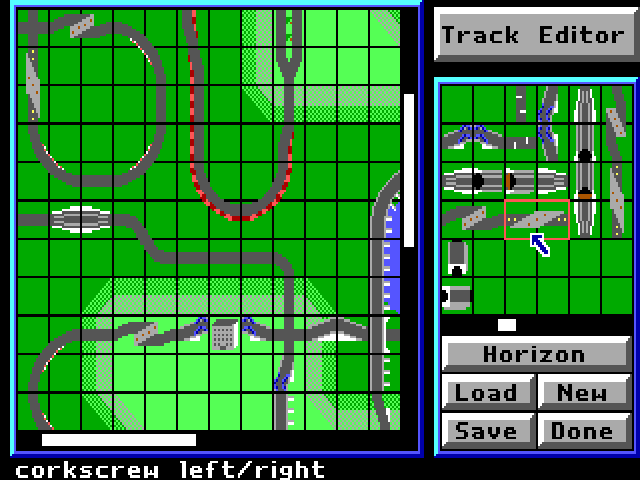 Track Editor
Horizon
Load New
Save Done
corkscrew left/right